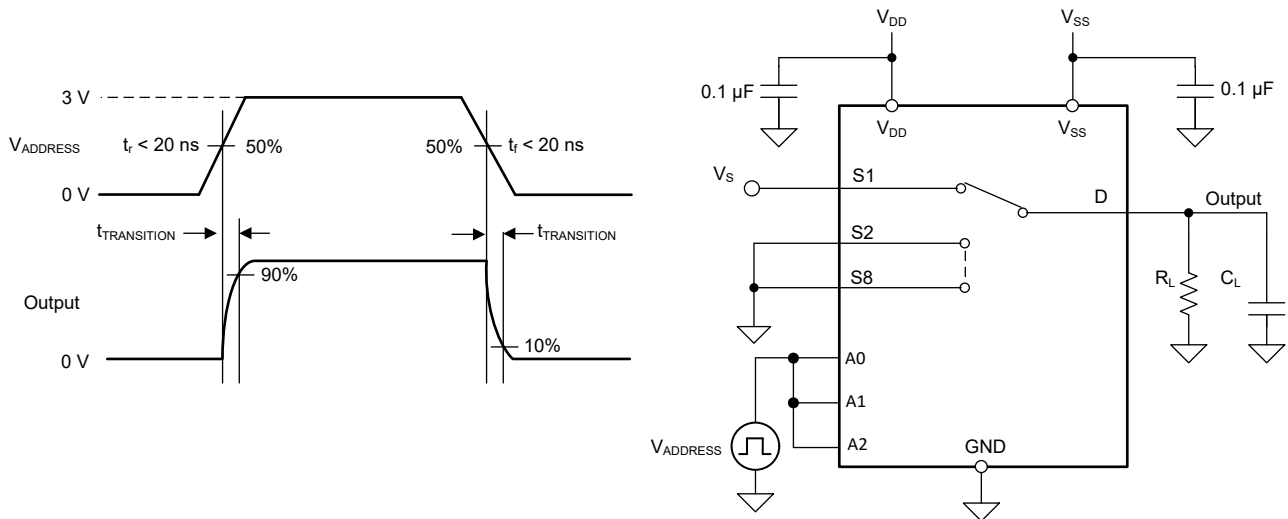 3 V
V_ADDRESS
t_r < 20 ns
50%
50%
t_f < 20 ns
0 V
t_TRANSITION
t_TRANSITION
90%
Output
0 V
10%
V_DD
V_SS
0.1 µF
0.1 µF
V_DD
V_SS
V_S
S1
D
Output
S2
S8
R_L
C_L
A0
A1
A2
V_ADDRESS
GND